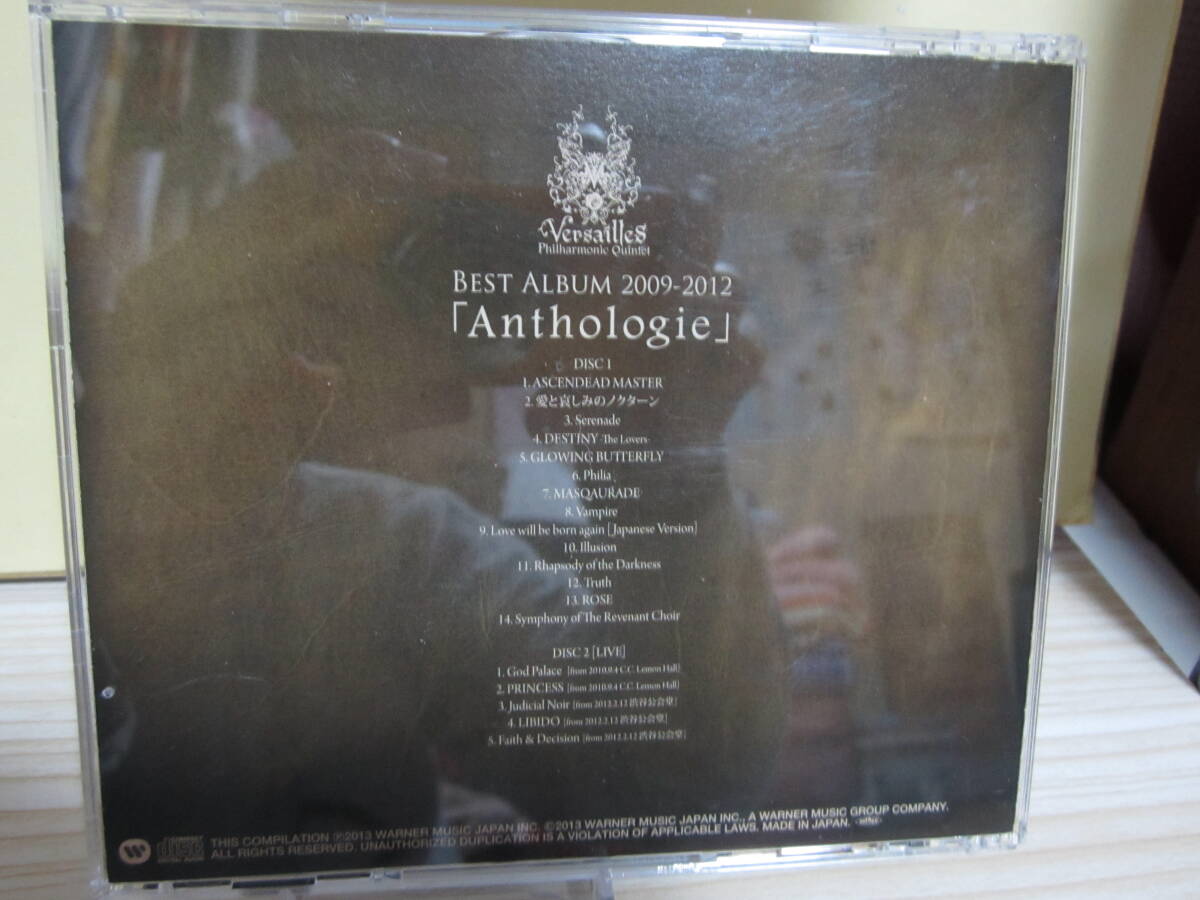 Versailles
Philharmonic Quintet
BEST ALBUM 2009-2012
「Anthologie」
DISC 1
1. ASCENDEAD MASTER
2. 愛と哀しみのノクターン
3. Serenade
4. DESTINY -The Lovers-
5. GLOWING BUTTERFLY
6. Philia
7. MASQAURADE
8. Vampire
9. Love will be born again [Japanese Version]
10. Illusion
11. Rhapsody of the Darkness
12. Truth
13. ROSE
14. Symphony of The Revenant Choir
DISC 2 [LIVE]
1. God Palace [from 2010.9.4 C.C. Lemon Hall]
2. PRINCESS [from 2010.9.4 C.C. Lemon Hall]
3. Judicial Noir [from 2012.2.12 渋谷公会堂]
4. LIBIDO [from 2012.2.12 渋谷公会堂]
5. Faith & Decision [from 2012.2.12 渋谷公会堂]
COMPACT disc DIGITAL AUDIO
THIS COMPILATION ℗2013 WARNER MUSIC JAPAN INC. ©2013 WARNER MUSIC JAPAN INC., A WARNER MUSIC GROUP COMPANY.
ALL RIGHTS RESERVED. UNAUTHORIZED DUPLICATION IS A VIOLATION OF APPLICABLE LAWS. MADE IN JAPAN.